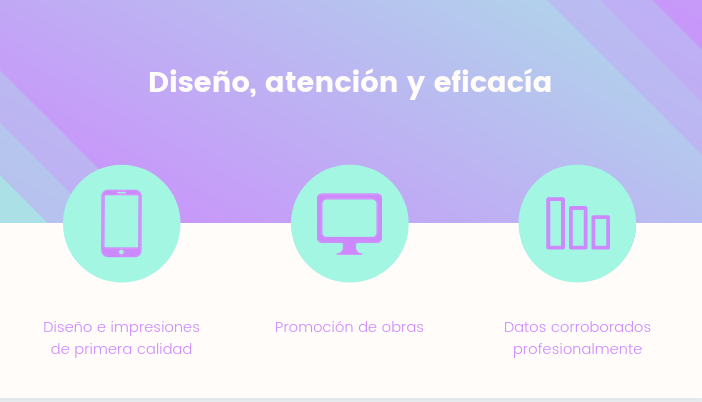 Diseño, atención y eficacía
Diseño e impresiones
de primera calidad
Promoción de obras
Datos corroborados
profesionalmente